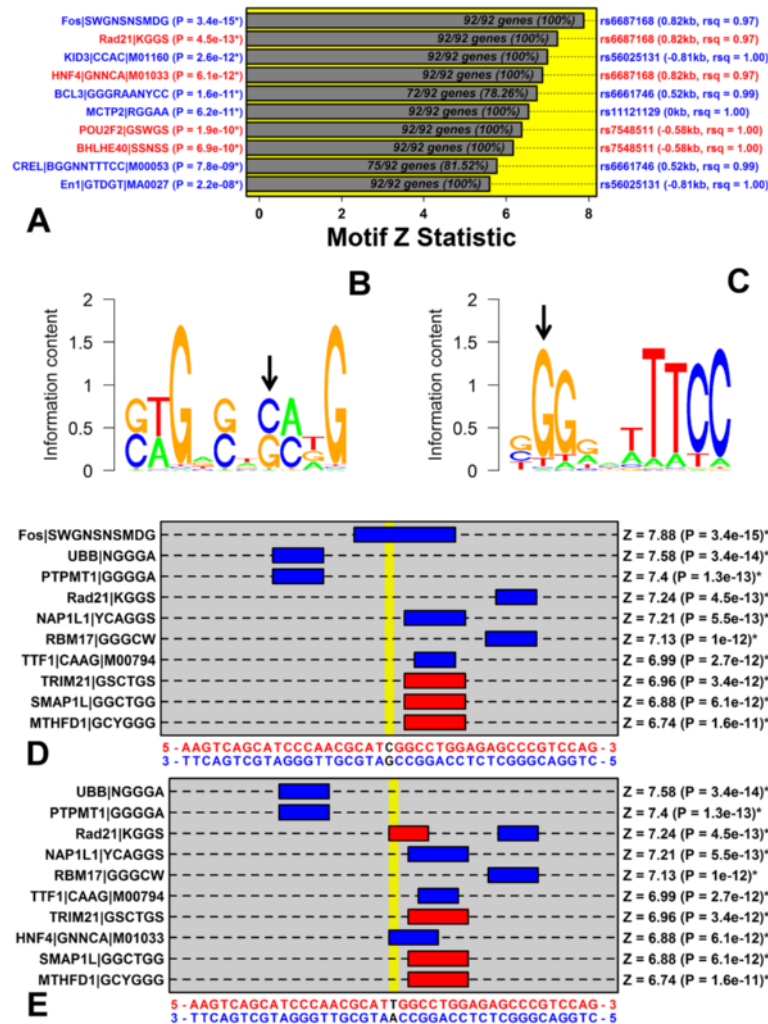 Fos|SWGNSNSMDG (P = 3.4e-15*) 92/92 genes (100%) rs6687168 (0.82kb, rsq = 0.97)
Rad21|KGGS (P = 4.5e-13*) 92/92 genes (100%) rs6687168 (0.82kb, rsq = 0.97)
KID3|CCAC|M01160 (P = 2.6e-12*) 92/92 genes (100%) rs56025131 (-0.81kb, rsq = 1.00)
HNF4|GNNCA|M01033 (P = 6.1e-12*) 92/92 genes (100%) rs6687168 (0.82kb, rsq = 0.97)
BCL3|GGGRAANYCC (P = 1.6e-11*) 72/92 genes (78.26%) rs6661746 (0.52kb, rsq = 0.99)
MCTP2|RGGAA (P = 6.2e-11*) 92/92 genes (100%) rs11121129 (0kb, rsq = 1.00)
POU2F2|GSWGS (P = 1.9e-10*) 92/92 genes (100%) rs7548511 (-0.58kb, rsq = 1.00)
BHLHE40|SSNSS (P = 6.9e-10*) 92/92 genes (100%) rs7548511 (-0.58kb, rsq = 1.00)
CREL|BGGNNTTTCC|M00053 (P = 7.8e-09*) 75/92 genes (81.52%) rs6661746 (0.52kb, rsq = 0.99)
En1|GTDGT|MA0027 (P = 2.2e-08*) 92/92 genes (100%) rs56025131 (-0.81kb, rsq = 1.00)
0 2 4 6 8
A
Motif Z Statistic
B
C
Information content
2
1.5
1
0.5
0
Information content
2
1.5
1
0.5
0
Fos|SWGNSNSMDG Z = 7.88 (P = 3.4e-15)*
UBB|NGGGA Z = 7.58 (P = 3.4e-14)*
PTPMT1|GGGGA Z = 7.4 (P = 1.3e-13)*
Rad21|KGGS Z = 7.24 (P = 4.5e-13)*
NAP1L1|YCAGGS Z = 7.21 (P = 5.5e-13)*
RBM17|GGGCW Z = 7.13 (P = 1e-12)*
TTF1|CAAG|M00794 Z = 6.99 (P = 2.7e-12)*
TRIM21|GSCTGS Z = 6.96 (P = 3.4e-12)*
SMAP1L|GGCTGG Z = 6.88 (P = 6.1e-12)*
MTHFD1|GCYGGG Z = 6.74 (P = 1.6e-11)*
D
5 - AAGTCAGCATCCCAACGCATCGGCCTGGAGAGCCCGTCCAG - 3
3 - TTCAGTCGTAGGGTTGCGTAGCCGGACCTCTCGGGCAGGTC - 5
UBB|NGGGA Z = 7.58 (P = 3.4e-14)*
PTPMT1|GGGGA Z = 7.4 (P = 1.3e-13)*
Rad21|KGGS Z = 7.24 (P = 4.5e-13)*
NAP1L1|YCAGGS Z = 7.21 (P = 5.5e-13)*
RBM17|GGGCW Z = 7.13 (P = 1e-12)*
TTF1|CAAG|M00794 Z = 6.99 (P = 2.7e-12)*
TRIM21|GSCTGS Z = 6.96 (P = 3.4e-12)*
HNF4|GNNCA|M01033 Z = 6.88 (P = 6.1e-12)*
SMAP1L|GGCTGG Z = 6.88 (P = 6.1e-12)*
MTHFD1|GCYGGG Z = 6.74 (P = 1.6e-11)*
E
5 - AAGTCAGCATCCCAACGCATTGGCCTGGAGAGCCCGTCCAG - 3
3 - TTCAGTCGTAGGGTTGCGTAACCGGACCTCTCGGGCAGGTC - 5